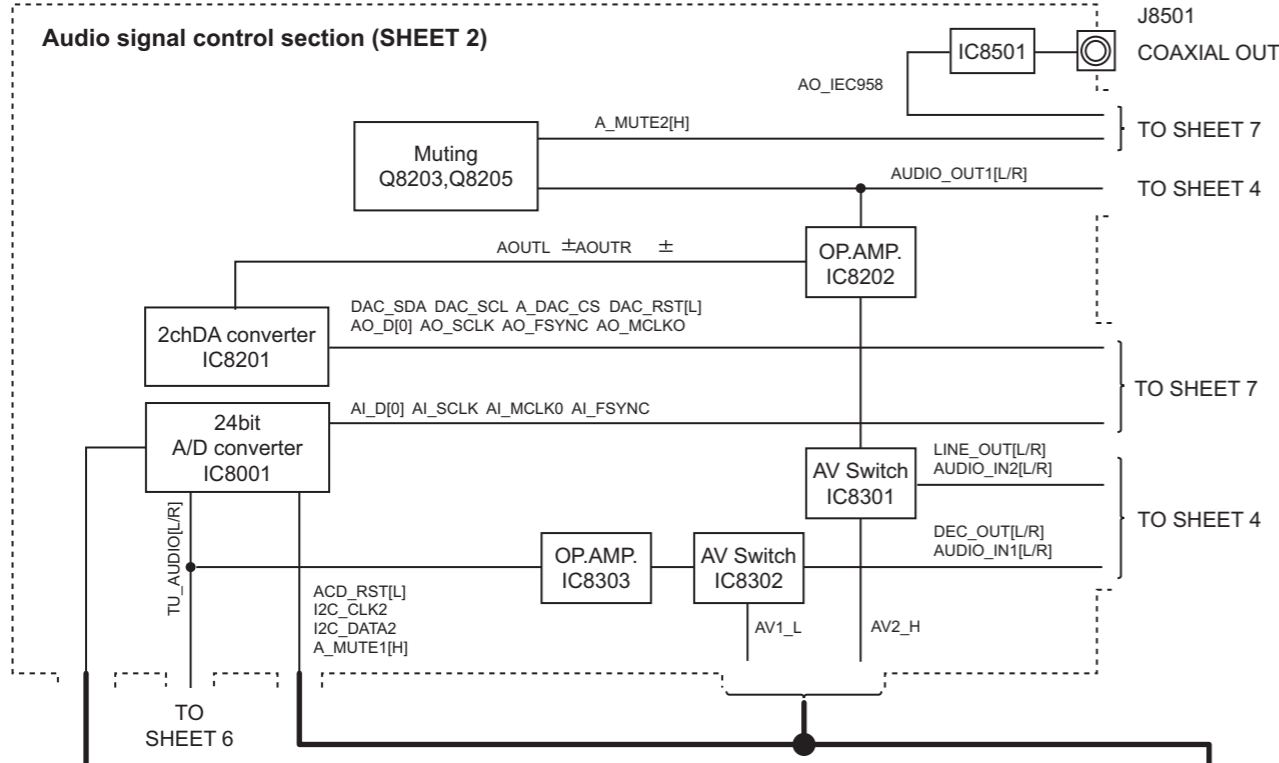 Audio signal control section (SHEET 2)
J8501
IC8501
COAXIAL OUT
AO_IEC958
A_MUTE2[H]
TO SHEET 7
Muting
Q8203,Q8205
AUDIO_OUT1[L/R]
TO SHEET 4
AOUTL ±AOUTR ±
OP.AMP.
IC8202
DAC_SDA DAC_SCL A_DAC_CS DAC_RST[L]
AO_D[0] AO_SCLK AO_FSYNC AO_MCLKO
2chDA converter
IC8201
TO SHEET 7
AI_D[0] AI_SCLK AI_MCLK0 AI_FSYNC
24bit
A/D converter
IC8001
LINE_OUT[L/R]
AUDIO_IN2[L/R]
AV Switch
IC8301
TO SHEET 4
DEC_OUT[L/R]
AUDIO_IN1[L/R]
OP.AMP.
IC8303
AV Switch
IC8302
TU_AUDIO[L/R]
ACD_RST[L]
I2C_CLK2
I2C_DATA2
A_MUTE1[H]
AV1_L
AV2_H
TO
SHEET 6